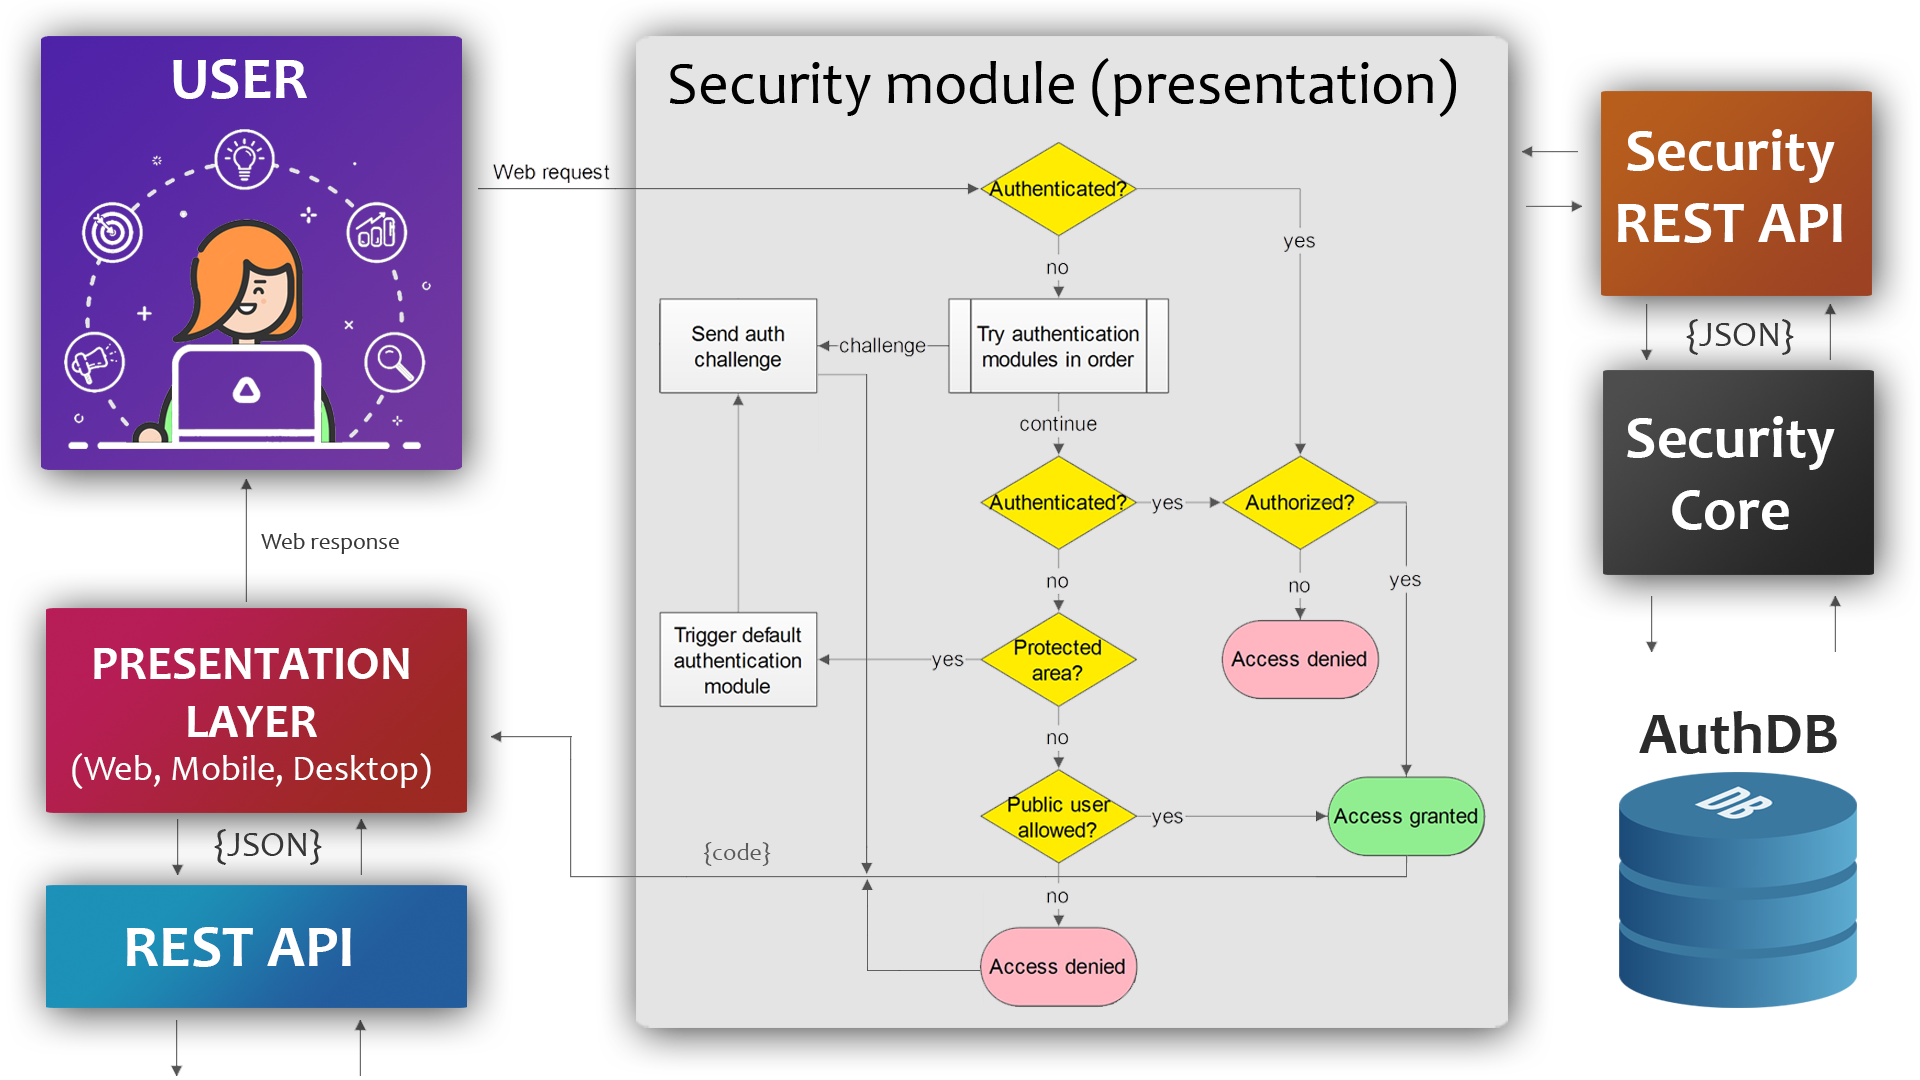 USER
Web request
Web response
PRESENTATION
LAYER
(Web, Mobile, Desktop)
{JSON}
REST API
Security module (presentation)
Authenticated?
yes
no
Send auth
challenge
challenge
Try authentication
modules in order
continue
Authenticated?
yes
Authorized?
no
no
yes
Trigger default
authentication
module
yes
Protected
area?
Access denied
no
Public user
allowed?
yes
Access granted
{code}
no
Access denied
Security
REST API
{JSON}
Security
Core
AuthDB
DB